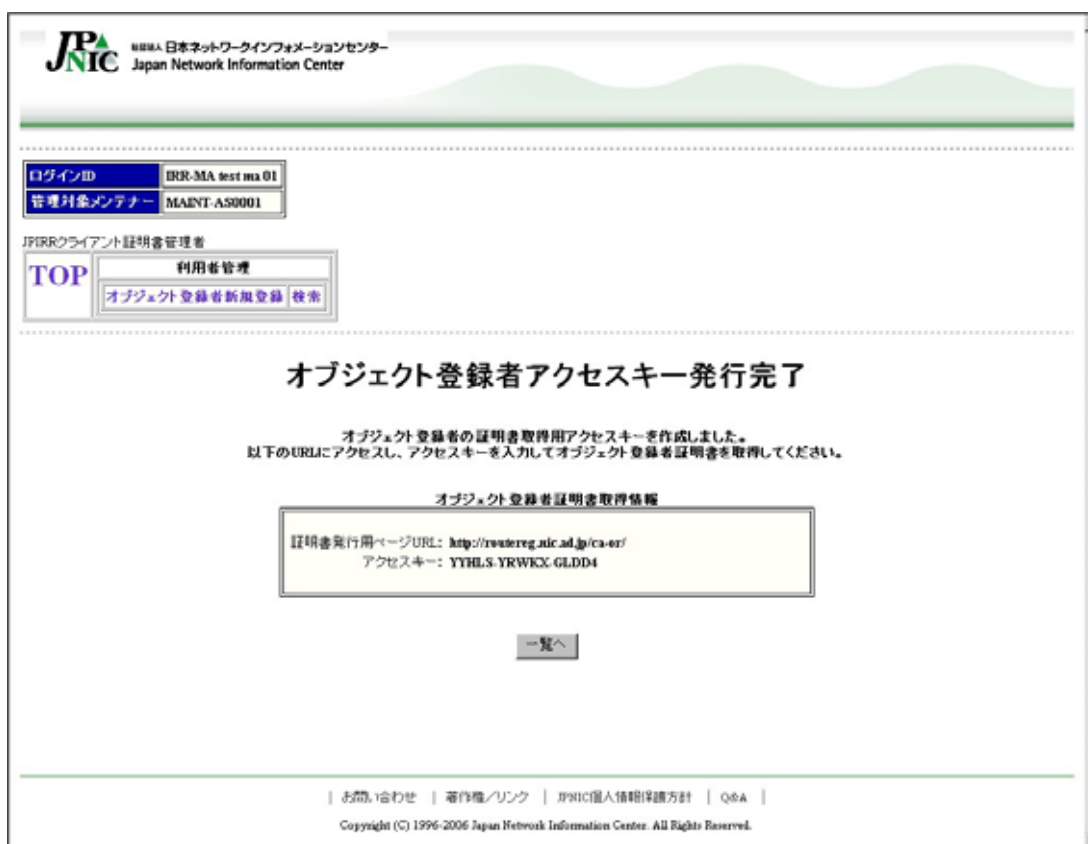 JPNIC
社団法人 日本ネットワークインフォメーションセンター
Japan Network Information Center
ログインID IRR-MA test ma 01
管理対象メンテナー MAINT-AS0001
JPIRRクライアント証明書管理者
TOP 利用者管理
オブジェクト登録者新規登録 検索
オブジェクト登録者アクセスキー発行完了
オブジェクト登録者の証明書取得用アクセスキーを作成しました。
以下のURLにアクセスし、アクセスキーを入力してオブジェクト登録者証明書を取得してください。
オブジェクト登録者証明書取得情報
証明書発行用ページURL: http://routereg.nic.ad.jp/ca-or/
アクセスキー: YYHLS-YRWKX-GLDD4
一覧へ
| お問い合わせ | 著作権/リンク | JPNIC個人情報保護方針 | Q&A |
Copyright (C) 1996-2006 Japan Network Information Center. All Rights Reserved.